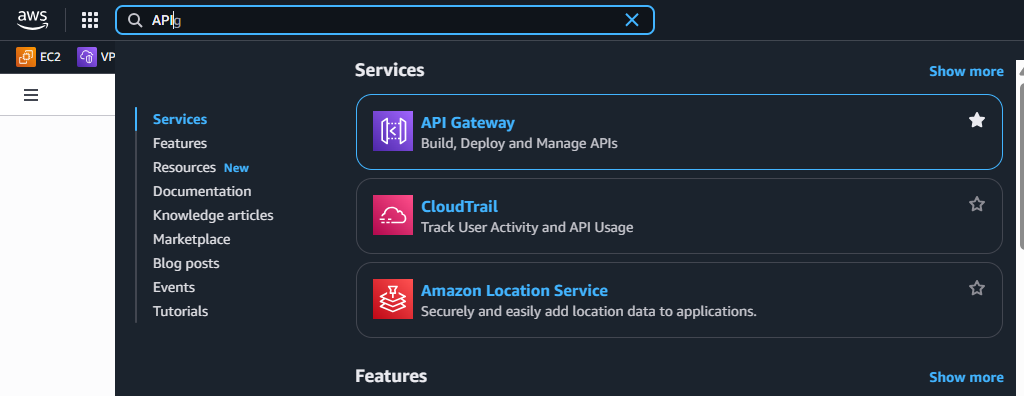 aws
APIg
EC2 VP
Services Show more
Services
Features
Resources New
Documentation
Knowledge articles
Marketplace
Blog posts
Events
Tutorials
API Gateway
Build, Deploy and Manage APIs
CloudTrail
Track User Activity and API Usage
Amazon Location Service
Securely and easily add location data to applications.
Features Show more